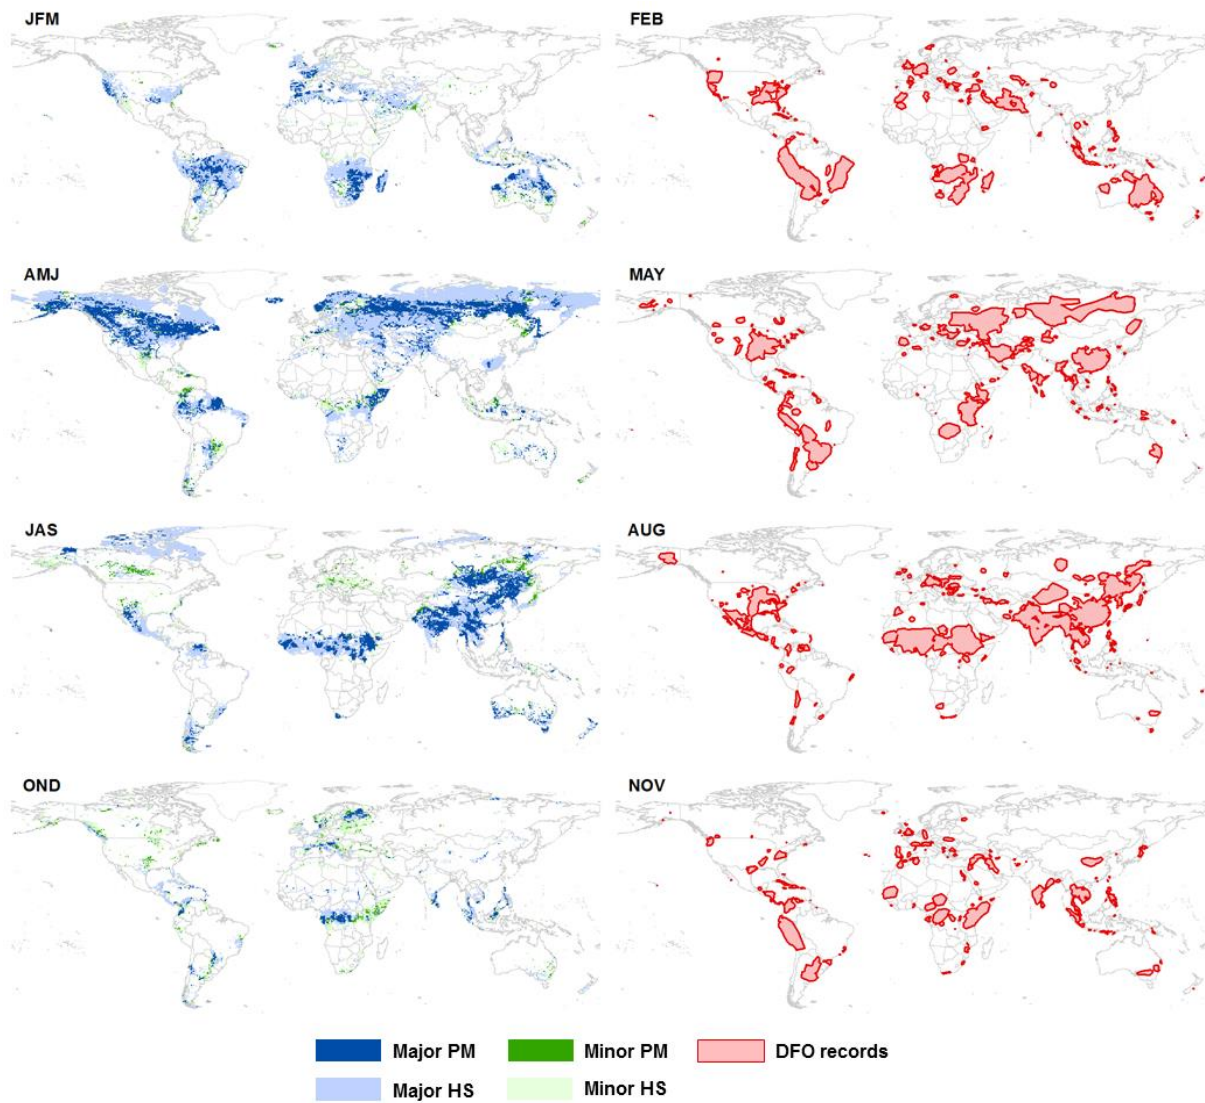 JFM FEB
AMJ MAY
JAS AUG
OND NOV
Major PM Minor PM DFO records
Major HS Minor HS